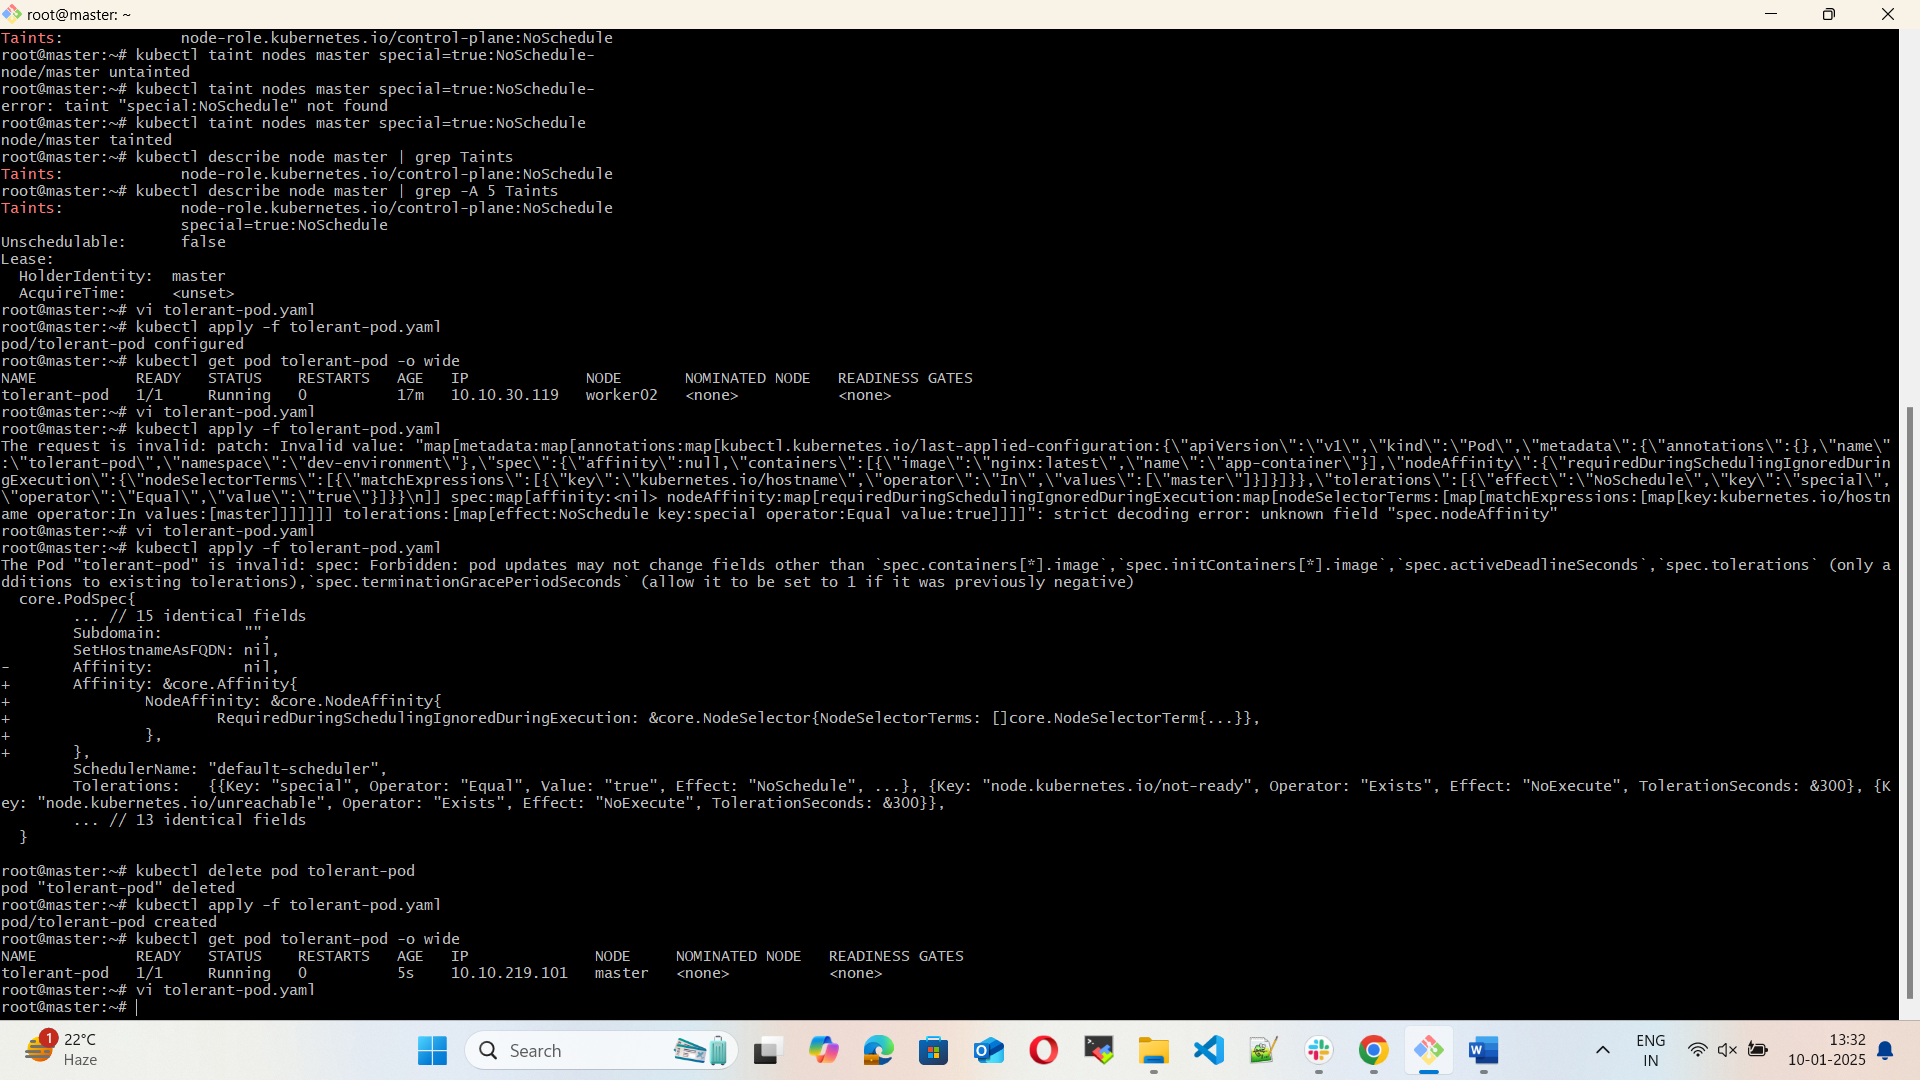 root@master: ~
Taints:             node-role.kubernetes.io/control-plane:NoSchedule
root@master:~# kubectl taint nodes master special=true:NoSchedule-
node/master untainted
root@master:~# kubectl taint nodes master special=true:NoSchedule-
error: taint "special:NoSchedule" not found
root@master:~# kubectl taint nodes master special=true:NoSchedule
node/master tainted
root@master:~# kubectl describe node master | grep Taints
Taints:             node-role.kubernetes.io/control-plane:NoSchedule
root@master:~# kubectl describe node master | grep -A 5 Taints
Taints:             node-role.kubernetes.io/control-plane:NoSchedule
                    special=true:NoSchedule
Unschedulable:      false
Lease:
  HolderIdentity:  master
  AcquireTime:     <unset>
root@master:~# vi tolerant-pod.yaml
root@master:~# kubectl apply -f tolerant-pod.yaml
pod/tolerant-pod configured
root@master:~# kubectl get pod tolerant-pod -o wide
NAME           READY   STATUS    RESTARTS   AGE   IP             NODE       NOMINATED NODE   READINESS GATES
tolerant-pod   1/1     Running   0          17m   10.10.30.119   worker02   <none>           <none>
root@master:~# vi tolerant-pod.yaml
root@master:~# kubectl apply -f tolerant-pod.yaml
The request is invalid: patch: Invalid value: "map[metadata:map[annotations:map[kubectl.kubernetes.io/last-applied-configuration:{\"apiVersion\":\"v1\",\"kind\":\"Pod\",\"metadata\":{\"annotations\":{},\"name\"
:\"tolerant-pod\",\"namespace\":\"dev-environment\"},\"spec\":{\"affinity\":null,\"containers\":[{\"image\":\"nginx:latest\",\"name\":\"app-container\"}],\"nodeAffinity\":{\"requiredDuringSchedulingIgnoredDurin
gExecution\":{\"nodeSelectorTerms\":[{\"matchExpressions\":[{\"key\":\"kubernetes.io/hostname\",\"operator\":\"In\",\"values\":[\"master\"]}]}]}},\"tolerations\":[{\"effect\":\"NoSchedule\",\"key\":\"special\",
\"operator\":\"Equal\",\"value\":\"true\"}]}}\n]] spec:map[affinity:<nil> nodeAffinity:map[requiredDuringSchedulingIgnoredDuringExecution:map[nodeSelectorTerms:[map[matchExpressions:[map[key:kubernetes.io/host
name operator:In values:[master]]]]]]] tolerations:[map[effect:NoSchedule key:special operator:Equal value:true]]]]": strict decoding error: unknown field "spec.nodeAffinity"
root@master:~# vi tolerant-pod.yaml
root@master:~# kubectl apply -f tolerant-pod.yaml
The Pod "tolerant-pod" is invalid: spec: Forbidden: pod updates may not change fields other than `spec.containers[*].image`,`spec.initContainers[*].image`,`spec.activeDeadlineSeconds`,`spec.tolerations` (only a
dditions to existing tolerations),`spec.terminationGracePeriodSeconds` (allow it to be set to 1 if it was previously negative)
  core.PodSpec{
        ... // 15 identical fields
        Subdomain:         "",
        SetHostnameAsFQDN: nil,
-       Affinity:          nil,
+       Affinity: &core.Affinity{
+               NodeAffinity: &core.NodeAffinity{
+                       RequiredDuringSchedulingIgnoredDuringExecution: &core.NodeSelector{NodeSelectorTerms: []core.NodeSelectorTerm{...}},
+               },
+       },
        SchedulerName: "default-scheduler",
        Tolerations:   {{Key: "special", Operator: "Equal", Value: "true", Effect: "NoSchedule", ...}, {Key: "node.kubernetes.io/not-ready", Operator: "Exists", Effect: "NoExecute", TolerationSeconds: &300}, {K
ey: "node.kubernetes.io/unreachable", Operator: "Exists", Effect: "NoExecute", TolerationSeconds: &300}},
        ... // 13 identical fields
  }
root@master:~# kubectl delete pod tolerant-pod
pod "tolerant-pod" deleted
root@master:~# kubectl apply -f tolerant-pod.yaml
pod/tolerant-pod created
root@master:~# kubectl get pod tolerant-pod -o wide
NAME           READY   STATUS    RESTARTS   AGE   IP              NODE     NOMINATED NODE   READINESS GATES
tolerant-pod   1/1     Running   0          5s    10.10.219.101   master   <none>           <none>
root@master:~# vi tolerant-pod.yaml
root@master:~#
1
22°C
Haze
Search
ENG
IN
13:32
10-01-2025